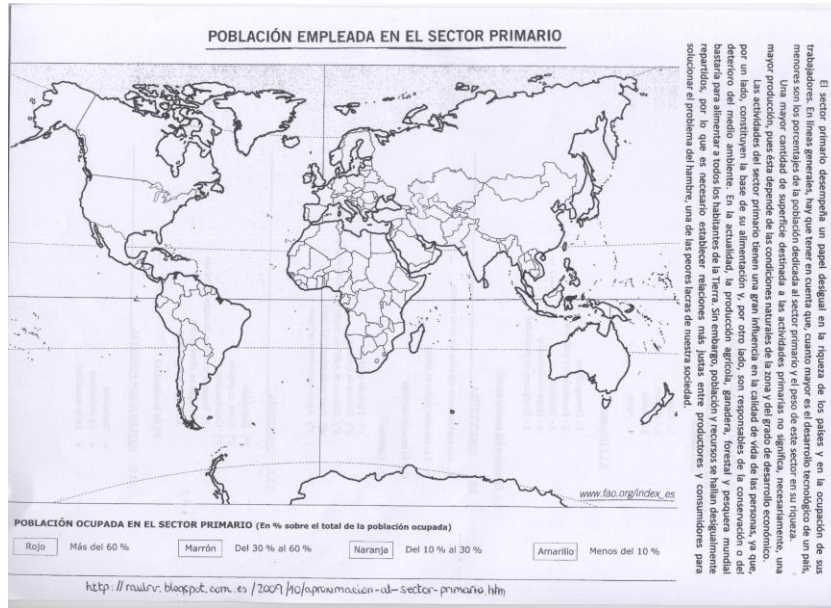 POBLACIÓN EMPLEADA EN EL SECTOR PRIMARIO
El sector primario desempeña un papel desigual en la riqueza de los países y en la ocupación de sus
trabajadores. En líneas generales, hay que tener en cuenta que, cuanto mayor es el desarrollo tecnológico de un país,
menores son los porcentajes de la población dedicada al sector primario y el peso de este sector en su riqueza.
Una mayor cantidad de superficie destinada a las actividades primarias no significa, necesariamente, una
mayor producción, pues ésta depende de las condiciones naturales de la zona y del grado de desarrollo económico.
Las actividades del sector primario tienen una gran influencia en la calidad de vida de las personas, ya que,
por un lado, constituyen la base de su alimentación y, por otro lado, son responsables de la conservación o del
deterioro del medio ambiente. En la actualidad, la producción agrícola, ganadera, forestal y pesquera mundial
bastaría para alimentar a todos los habitantes de la Tierra. Sin embargo, población y recursos se hallan desigualmente
repartidos, por lo que es necesario establecer relaciones más justas entre productores y consumidores para
solucionar el problema del hambre, una de las peores lacras de nuestra sociedad.
www.fao.org/index_es
POBLACIÓN OCUPADA EN EL SECTOR PRIMARIO (En % sobre el total de la población ocupada)
Rojo Más del 60 % Marrón Del 30 % al 60 % Naranja Del 10 % al 30 % Amarillo Menos del 10 %
http://raulrv.blogspot.com.es/2009/10/aproximacion-al-sector-primario.htm